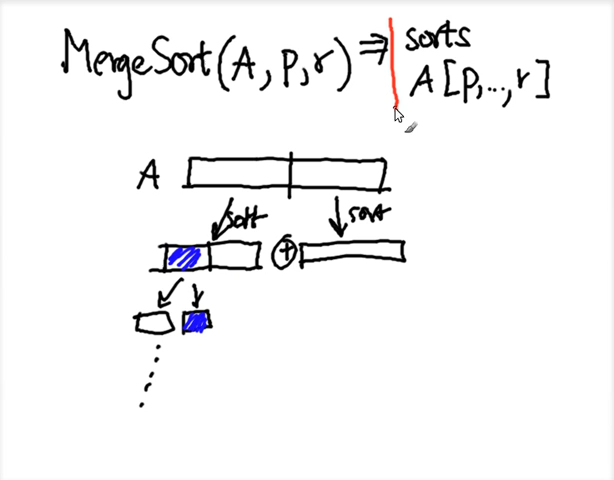 MergeSort(A, P, r) ⇒ sorts
A[P,...,r]
A
sort sort
+